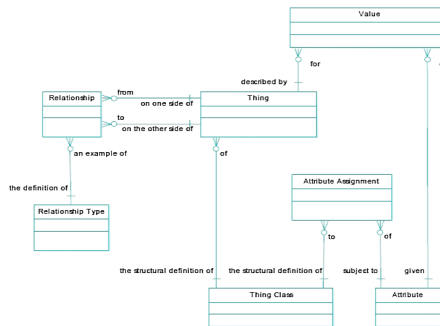 Value
for
described by
Relationship
from
on one side of
Thing
to
on the other side of
an example of
of
the definition of
Attribute Assignment
Relationship Type
to
of
the structural definition of
the structural definition of
subject to
given
Thing Class
Attribute